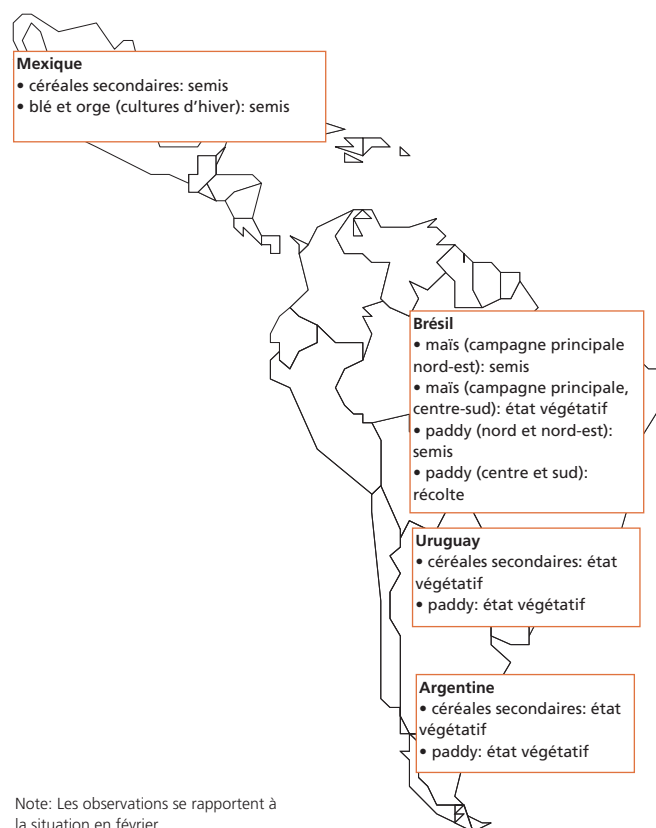 Mexique
• céréales secondaires: semis
• blé et orge (cultures d'hiver): semis
Brésil
• maïs (campagne principale
nord-est): semis
• maïs (campagne principale,
centre-sud): état végétatif
• paddy (nord et nord-est):
semis
• paddy (centre et sud):
récolte
Uruguay
• céréales secondaires: état
végétatif
• paddy: état végétatif
Argentine
• céréales secondaires: état
végétatif
• paddy: état végétatif
Note: Les observations se rapportent à
la situation en février